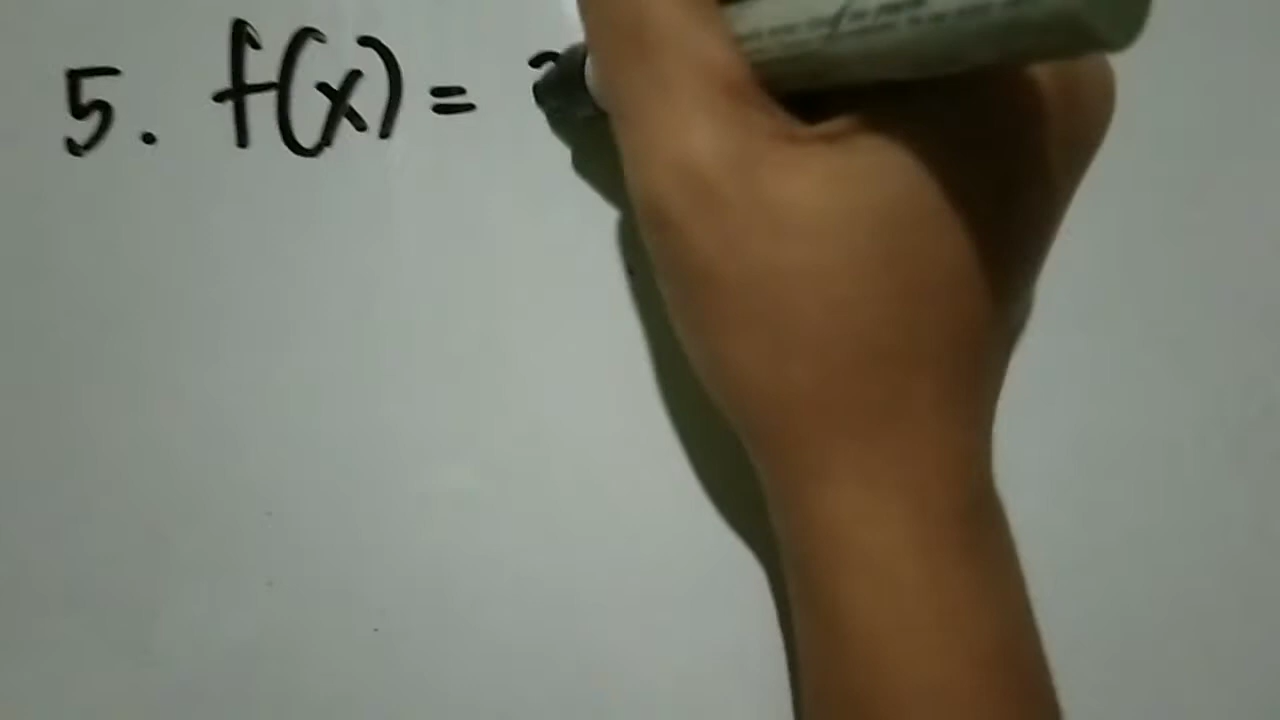 5. f(x) =